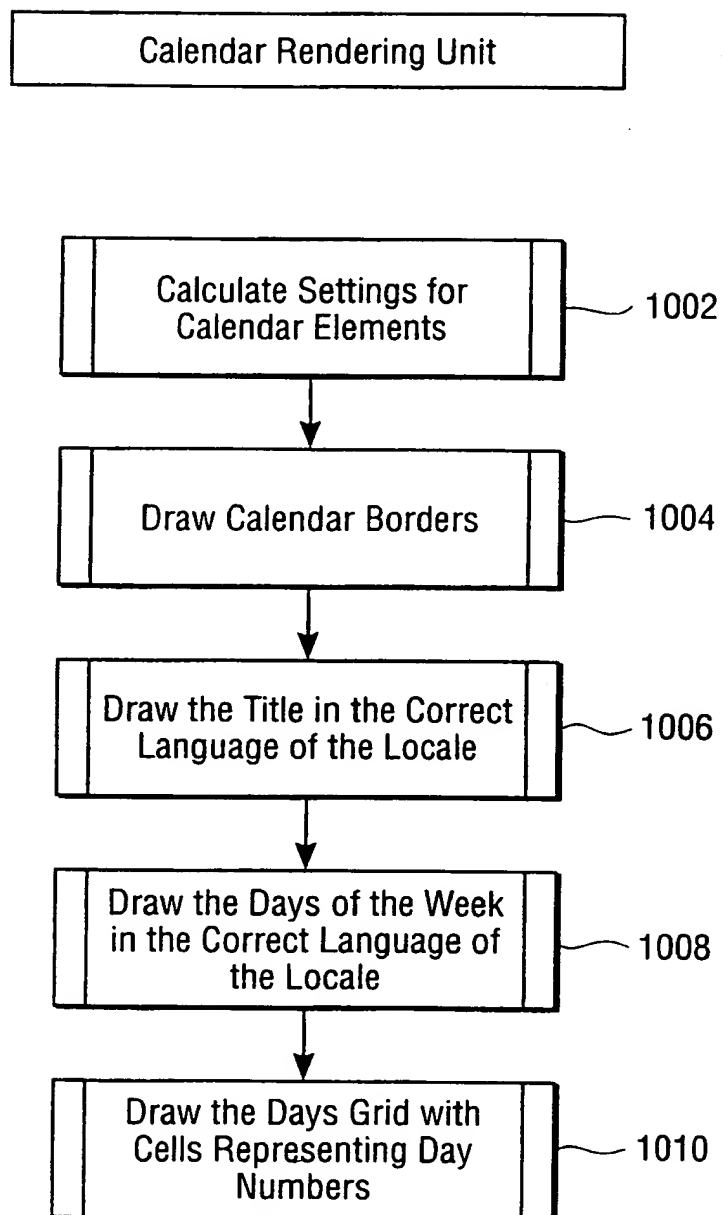 Calendar Rendering Unit
Calculate Settings for
Calendar Elements
1002
Draw Calendar Borders
1004
Draw the Title in the Correct
Language of the Locale
1006
Draw the Days of the Week
in the Correct Language of
the Locale
1008
Draw the Days Grid with
Cells Representing Day
Numbers
1010